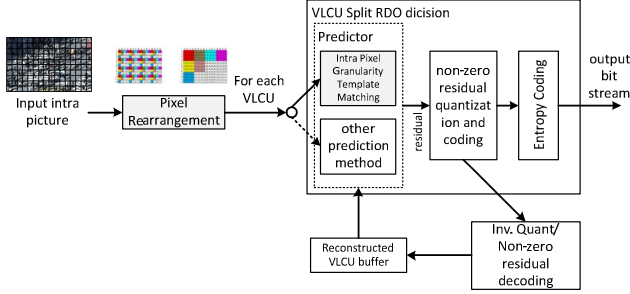 VLCU Split RDO dicision
Predictor
Intra Pixel
Granularity
Template
Matching
other
prediction
method
Input intra
picture
Pixel
Rearrangement
For each
VLCU
residual
non-zero
residual
quantizat
ion and
coding
Entropy Coding
output
bit
stream
Reconstructed
VLCU buffer
Inv. Quant/
Non-zero
residual
decoding